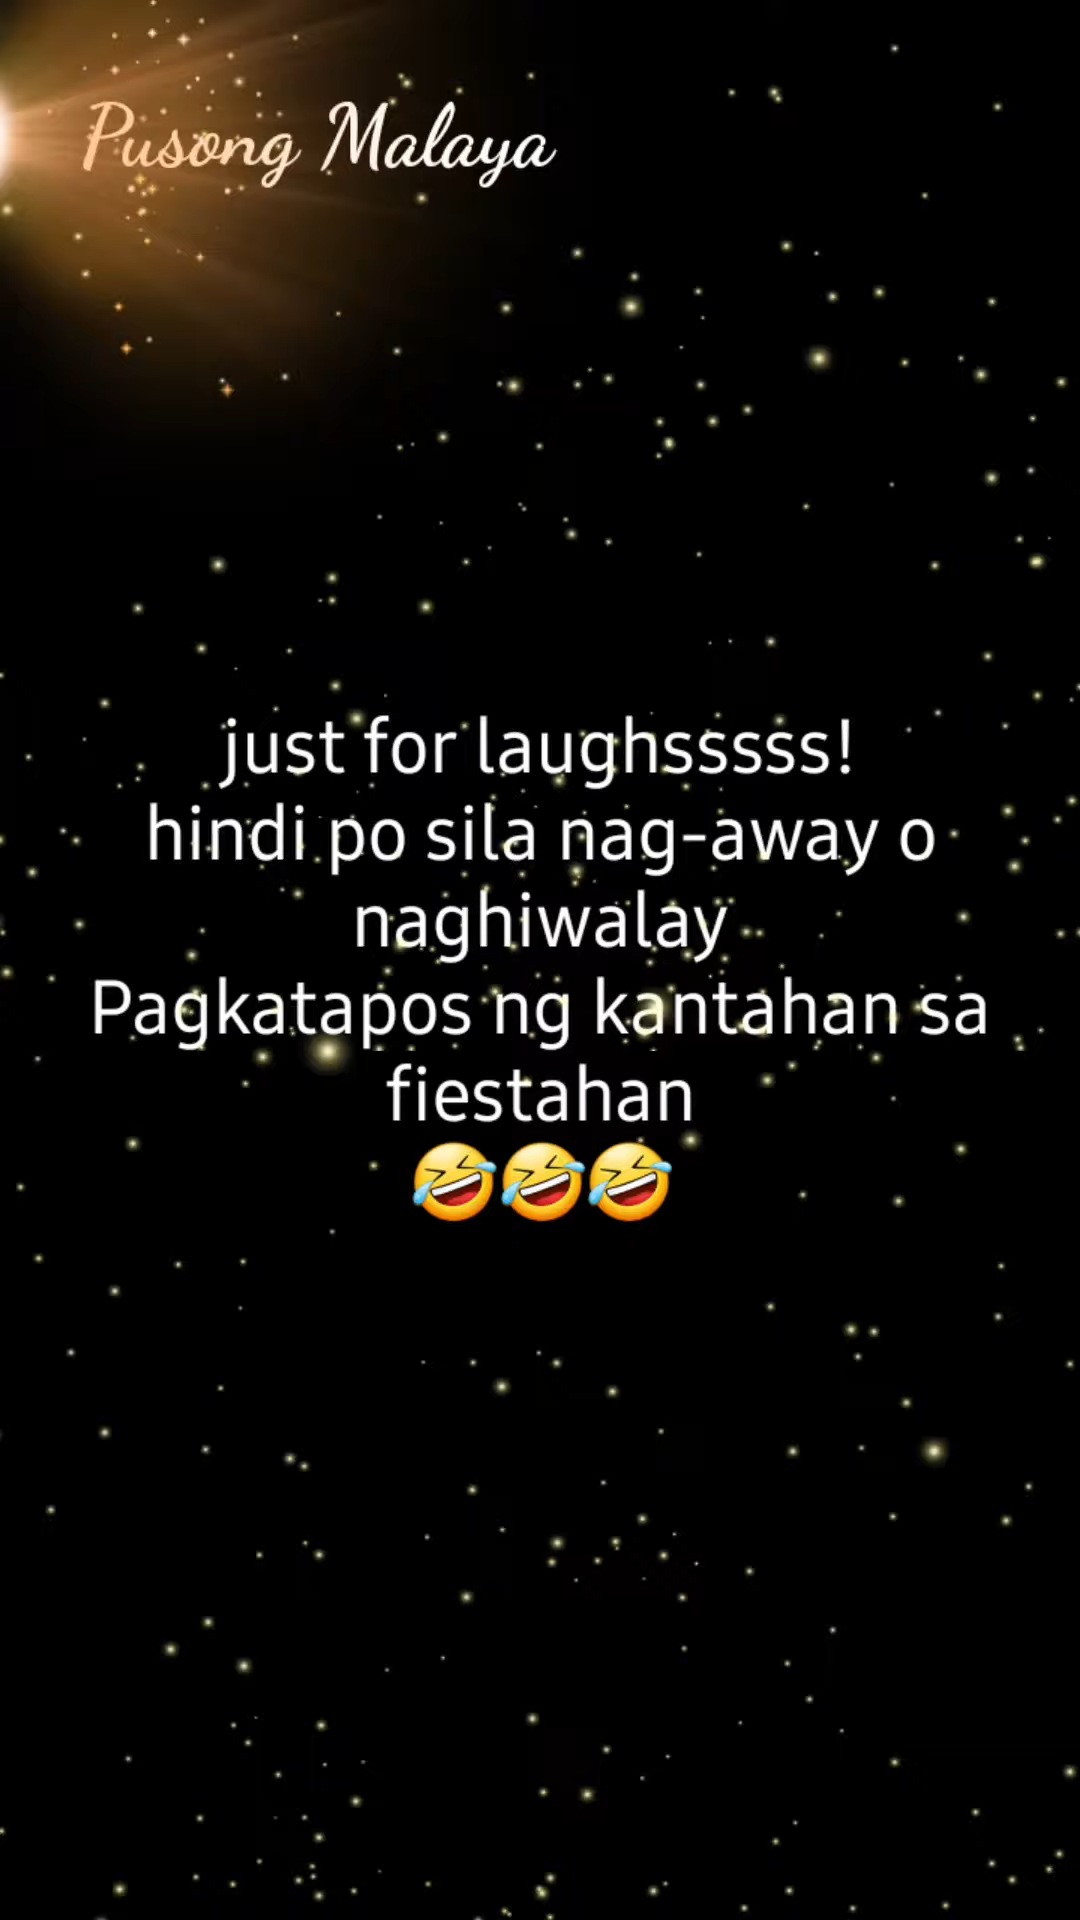 Pusong Malaya
just for laughsssss!
hindi po sila nag-away o
naghiwalay
Pagkatapos ng kantahan sa
fiestahan
🤣🤣🤣